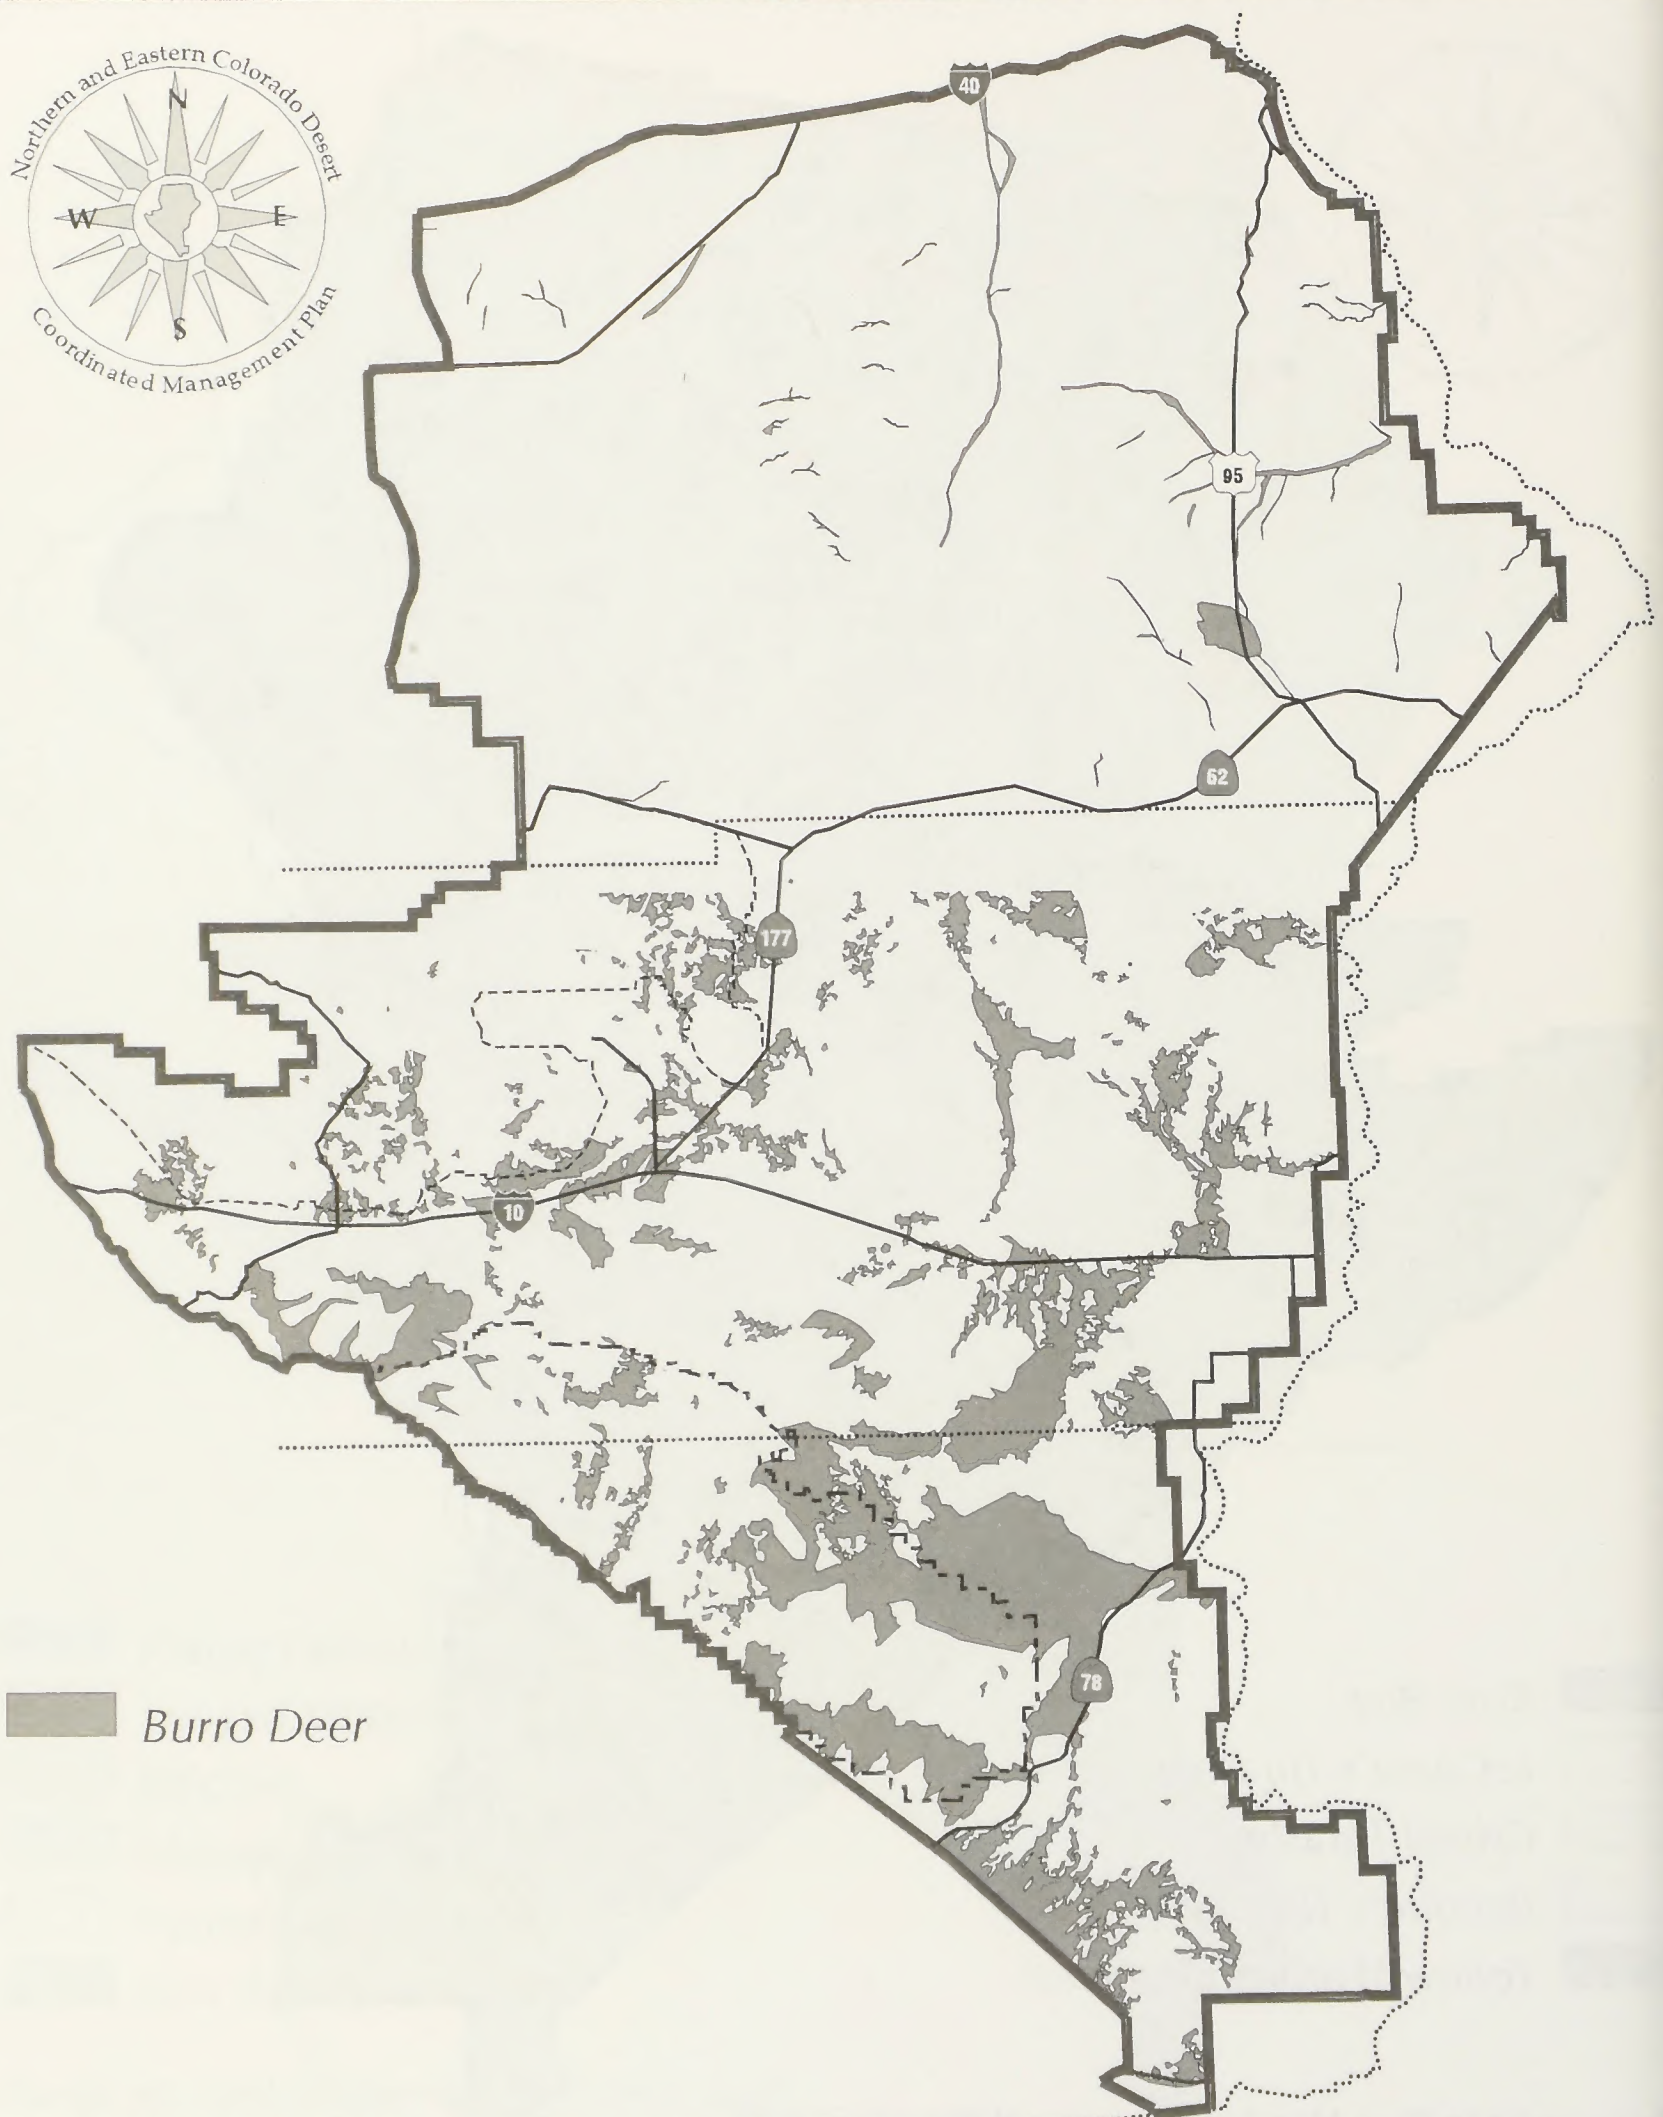 Northern and Eastern Colorado Desert
N
W
E
S
Coordinated Management Plan
40
95
62
177
10
78
Burro Deer